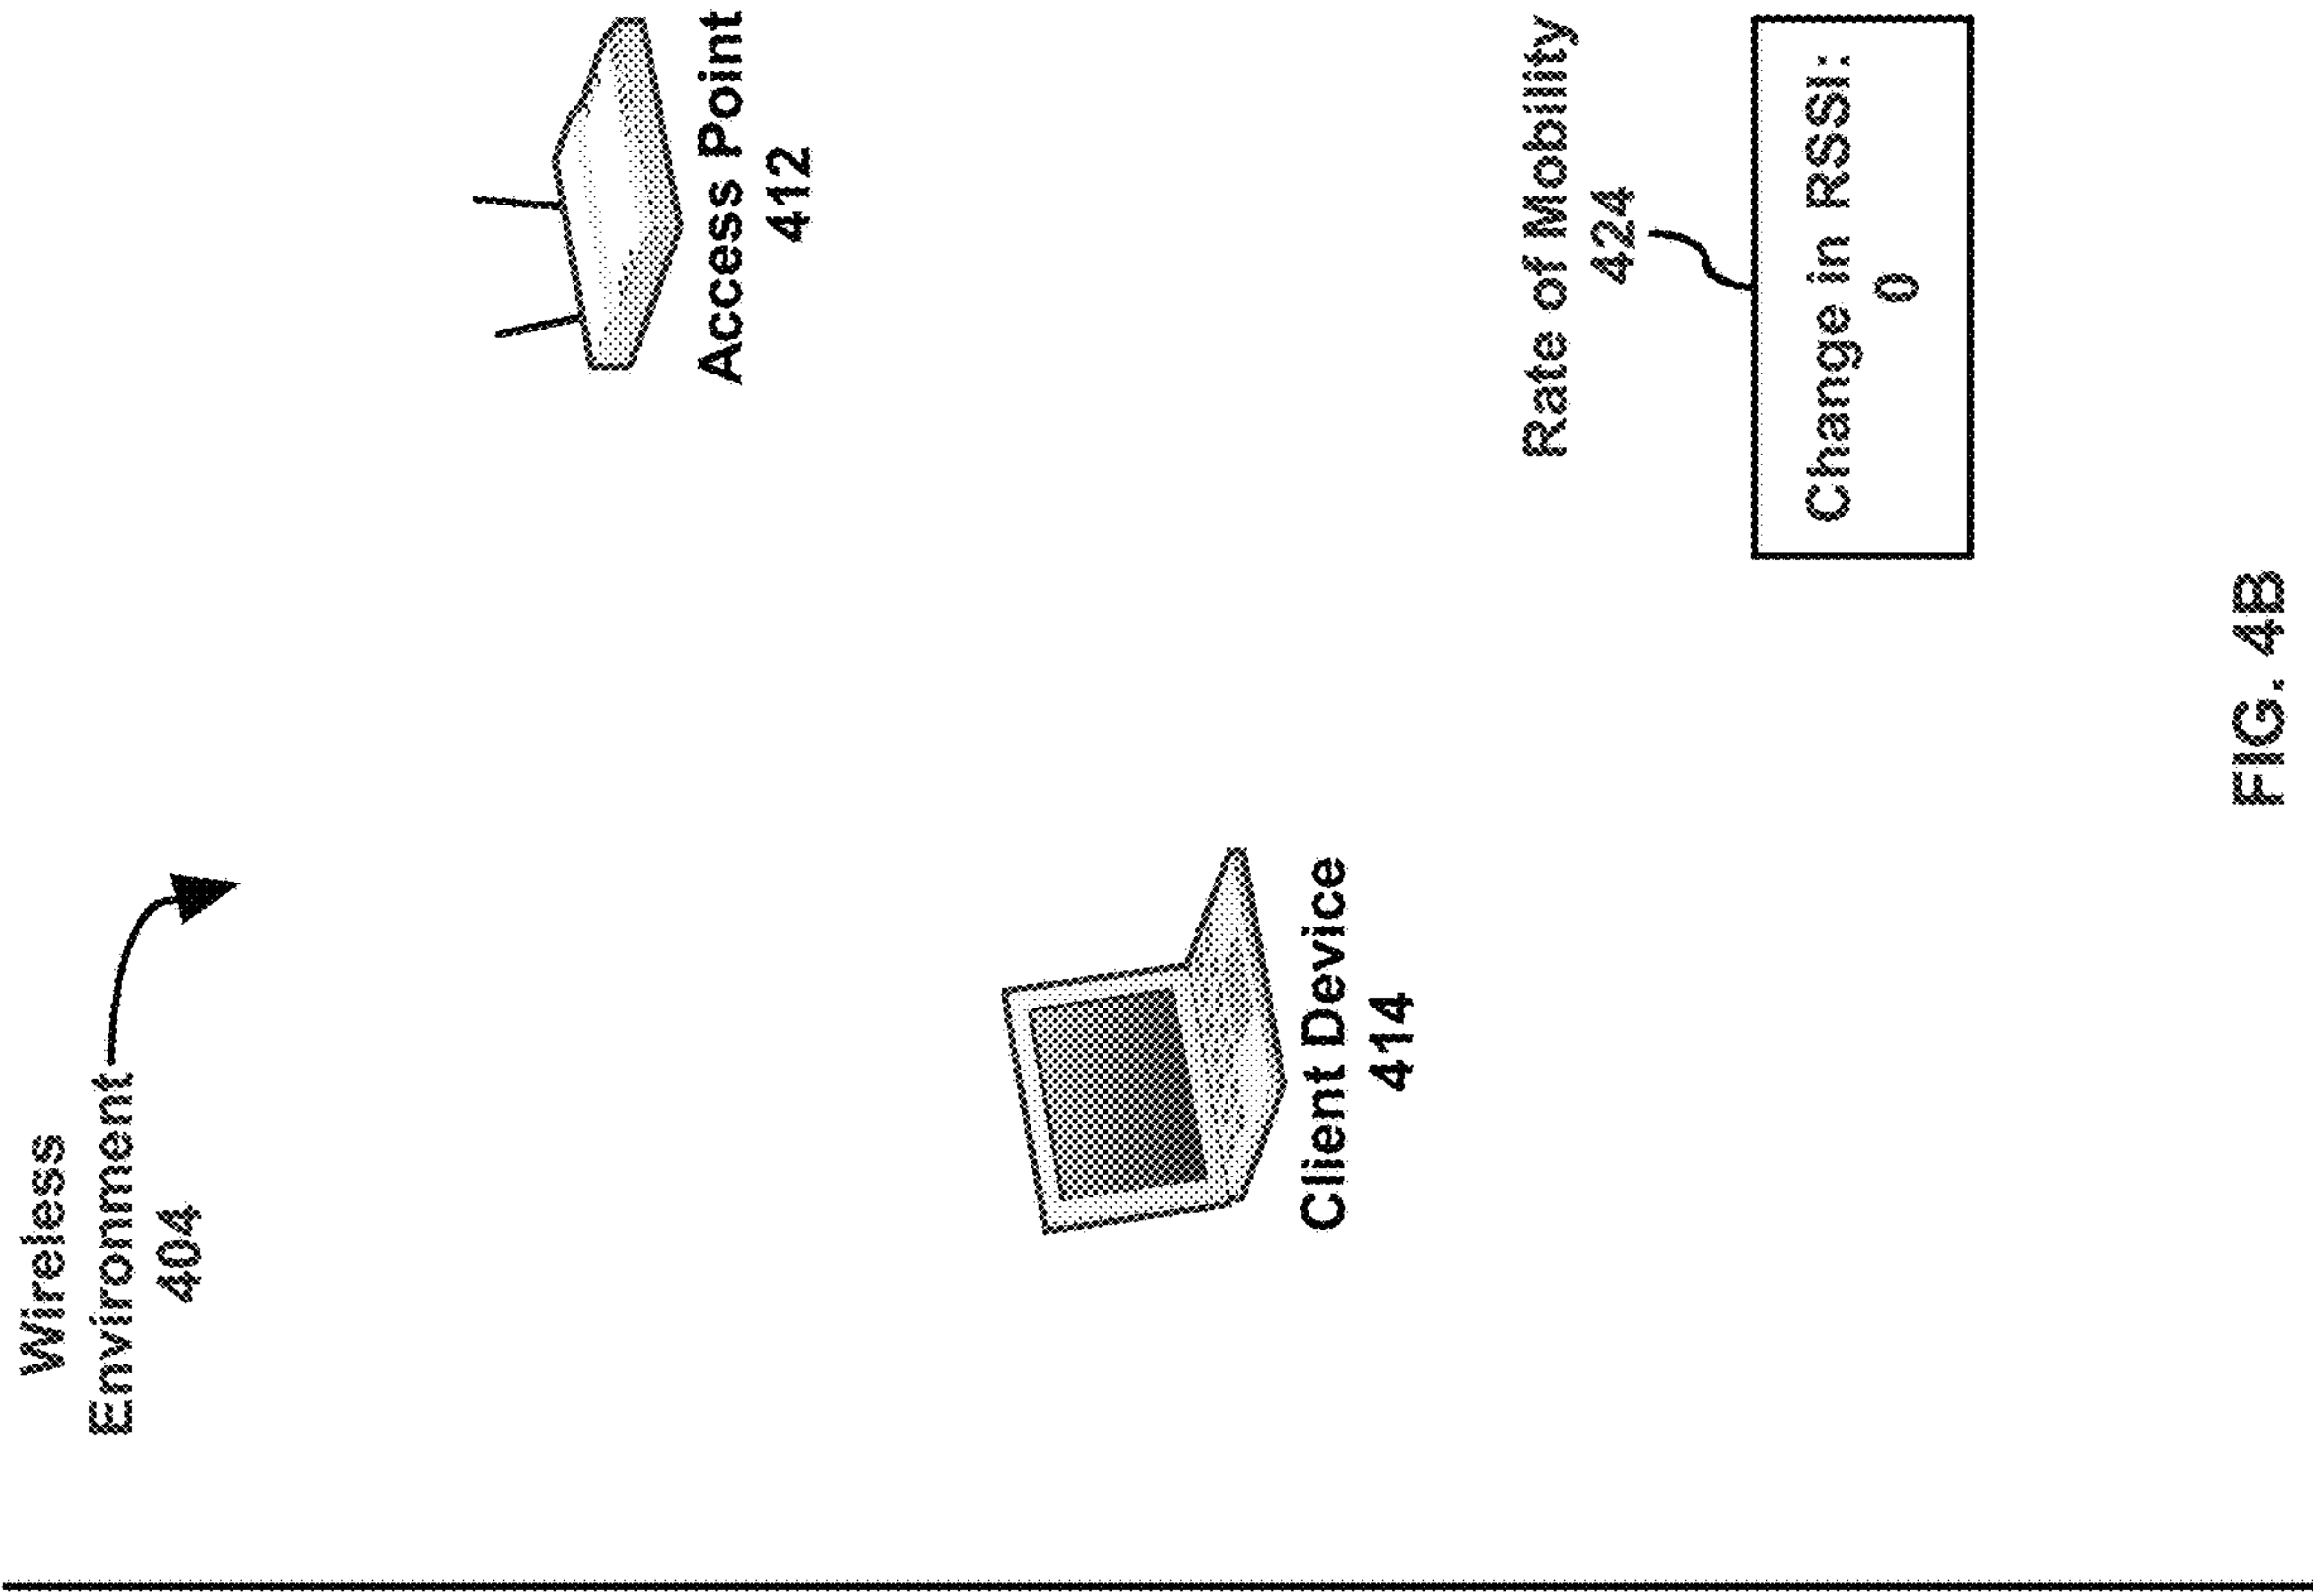 Wireless
Environment
404
Access Point
412
Client Device
414
Rate of Mobility
424
Change in RSSI:
0
FIG. 4B